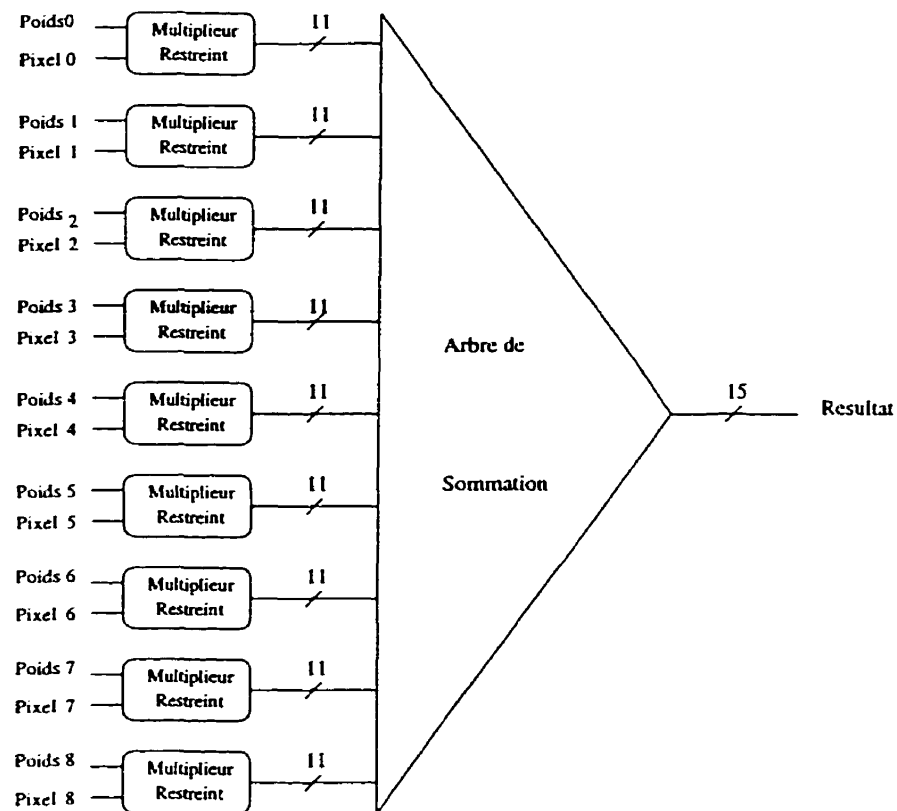 Poids0
Pixel 0
Multiplieur
Restreint
11
Poids 1
Pixel 1
Multiplieur
Restreint
11
Poids 2
Pixel 2
Multiplieur
Restreint
11
Poids 3
Pixel 3
Multiplieur
Restreint
11
Poids 4
Pixel 4
Multiplieur
Restreint
11
Poids 5
Pixel 5
Multiplieur
Restreint
11
Poids 6
Pixel 6
Multiplieur
Restreint
11
Poids 7
Pixel 7
Multiplieur
Restreint
11
Poids 8
Pixel 8
Multiplieur
Restreint
11
Arbre de
Sommation
15
Resultat